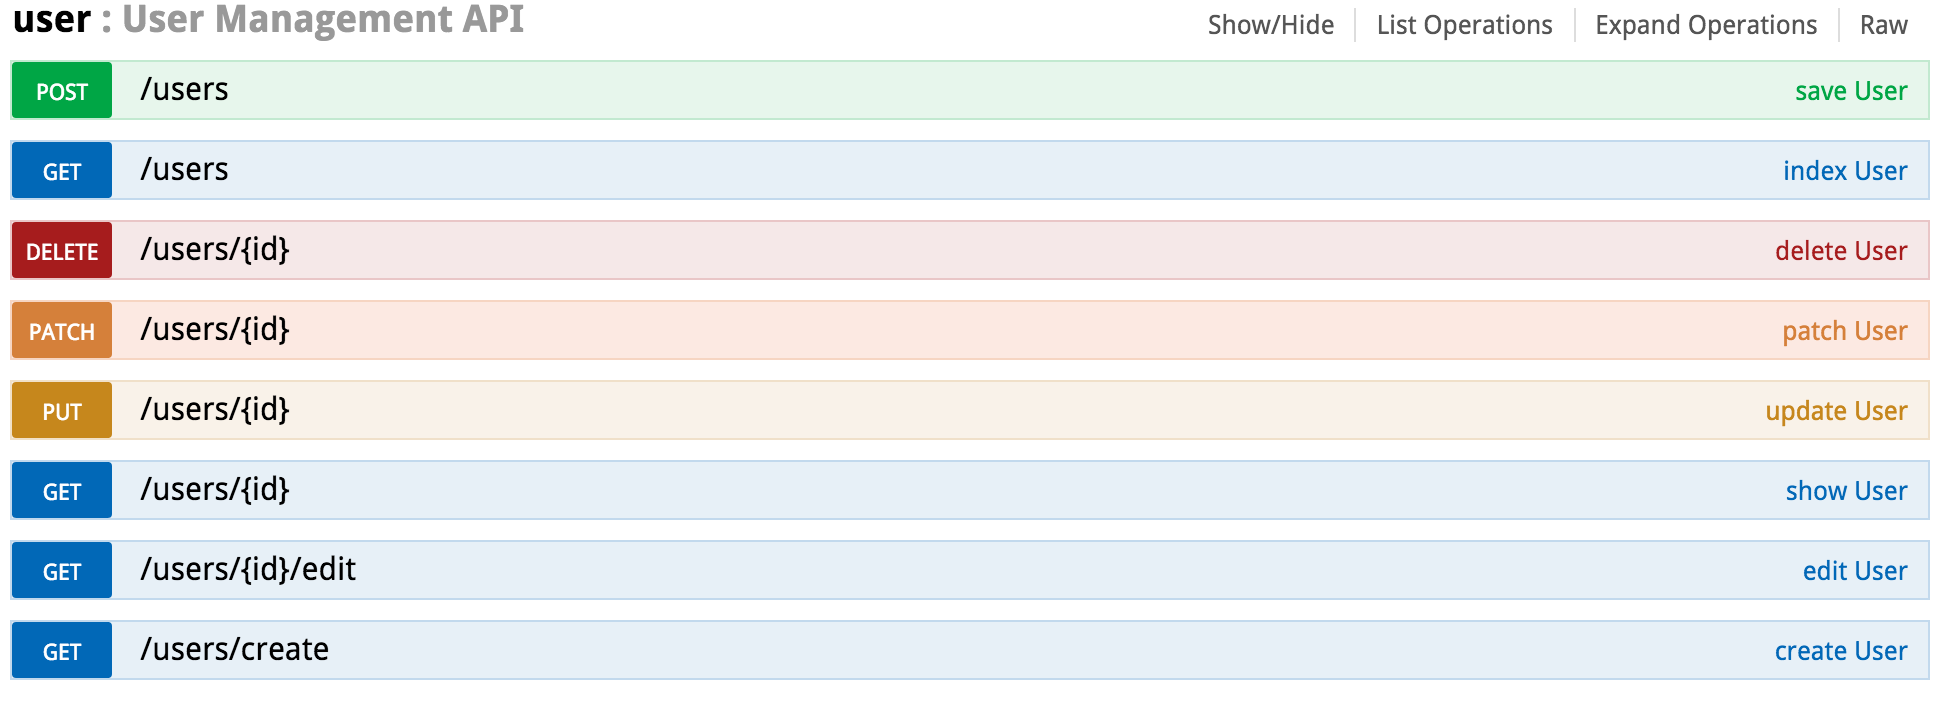 user : User Management API
Show/Hide List Operations Expand Operations Raw
POST /users save User
GET /users index User
DELETE /users/{id} delete User
PATCH /users/{id} patch User
PUT /users/{id} update User
GET /users/{id} show User
GET /users/{id}/edit edit User
GET /users/create create User